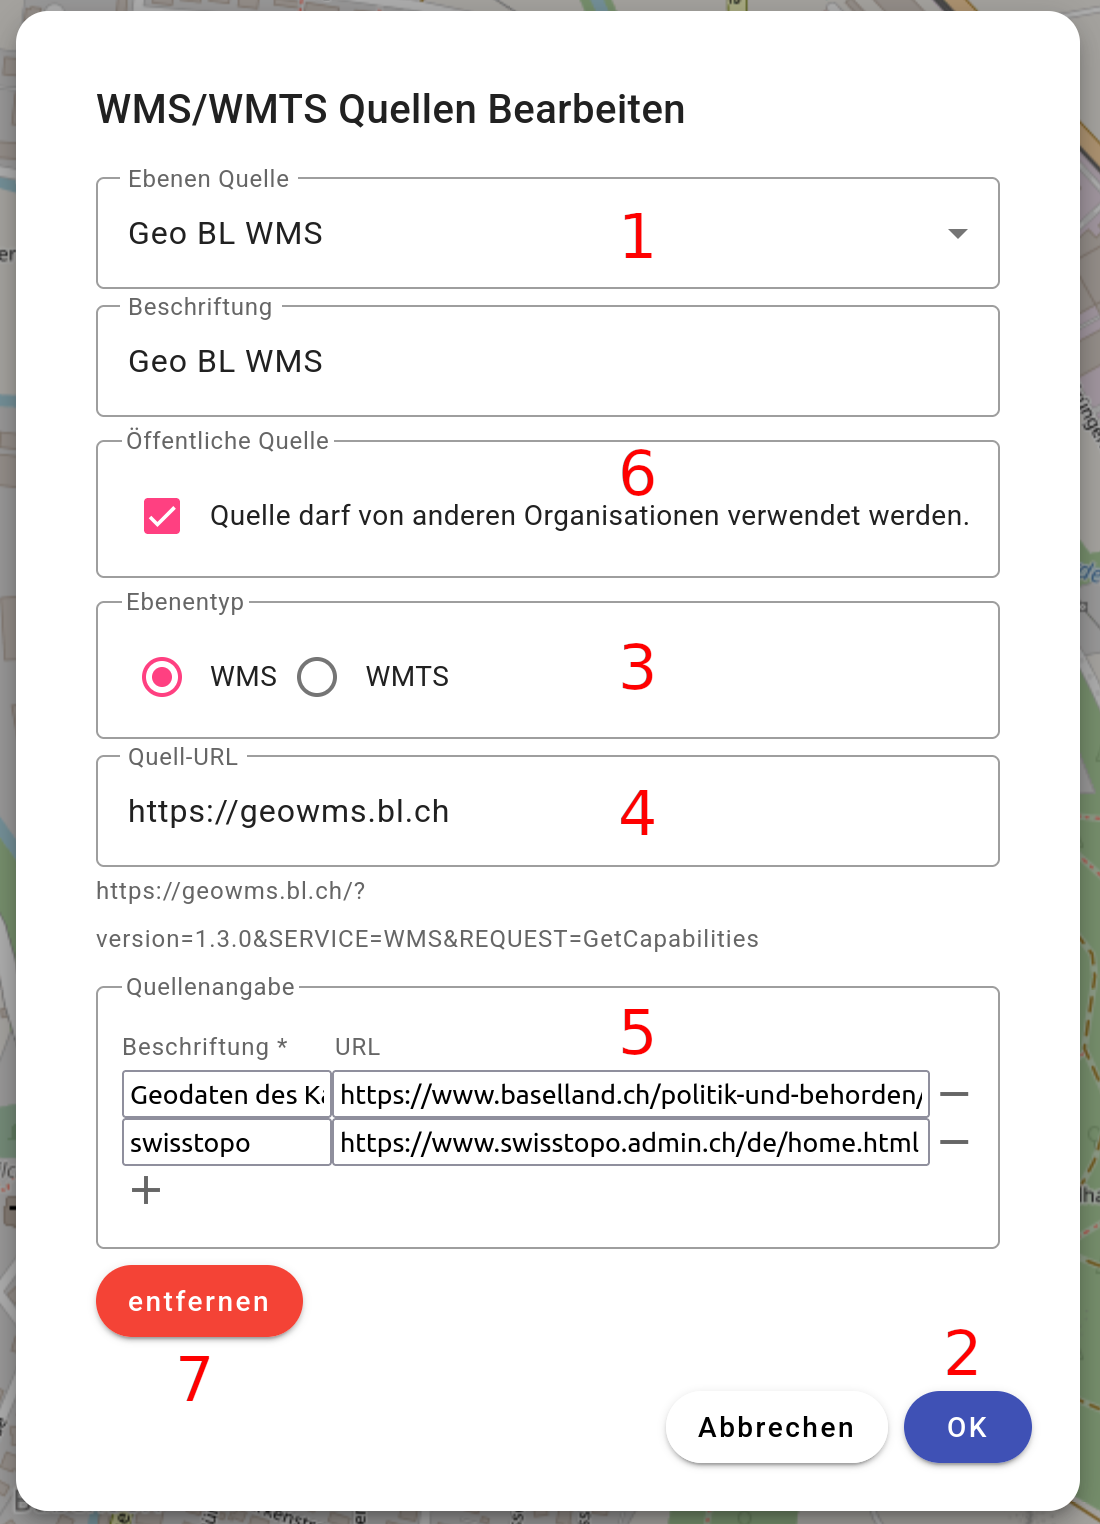 WMS/WMTS Quellen Bearbeiten
Ebenen Quelle
Geo BL WMS
1
Beschriftung
Geo BL WMS
Öffentliche Quelle
6
Quelle darf von anderen Organisationen verwendet werden.
Ebenentyp
WMS WMTS
3
Quell-URL
https://geowms.bl.ch
4
https://geowms.bl.ch/?
version=1.3.0&SERVICE=WMS&REQUEST=GetCapabilities
Quellenangabe
5
Beschriftung * URL
Geodaten des Ka https://www.baselland.ch/politik-und-behorden/
swisstopo https://www.swisstopo.admin.ch/de/home.html
entfernen
7
2
Abbrechen OK